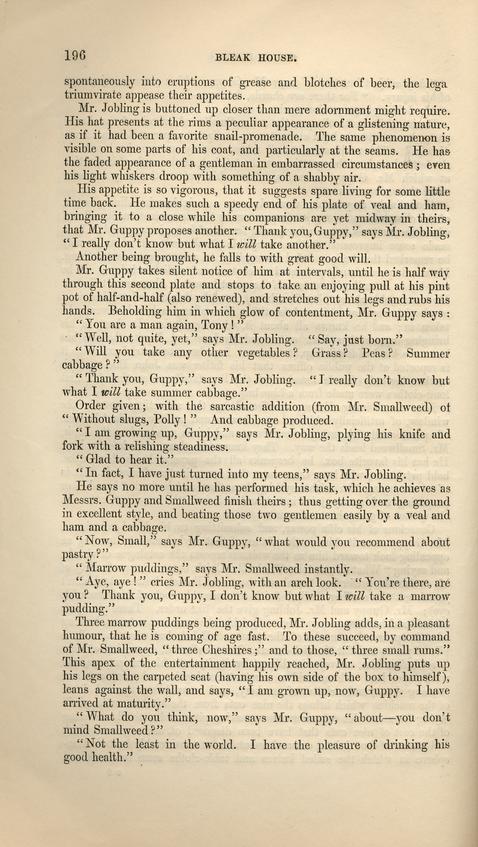 196 BLEAK HOUSE.
spontaneously into eruptions of grease and blotches of beer, the lega
triumvirate appease their appetites.
Mr. Jobling is buttoned up closer than mere adornment might require.
His hat presents at the rims a peculiar appearance of a glistening nature,
as if it had been a favorite snail-promenade. The same phenomenon is
visible on some parts of his coat, and particularly at the seams. He has
the faded appearance of a gentleman in embarrassed circumstances; even
his light whiskers droop with something of a shabby air.
His appetite is so vigorous, that it suggests spare living for some little
time back. He makes such a speedy end of his plate of veal and ham,
bringing it to a close while his companions are yet midway in theirs,
that Mr. Guppy proposes another. "Thank you, Guppy," says Mr. Jobling,
"I really don't know but what I will take another."
Another being brought, he falls to with great good will.
Mr. Guppy takes silent notice of him at intervals, until he is half way
through this second plate and stops to take an enjoying pull at his pint
pot of half-and-half (also renewed), and stretches out his legs and rubs his
hands. Beholding him in which glow of contentment, Mr. Guppy says:
"You are a man again, Tony!"
"Well, not quite, yet," says Mr. Jobling. "Say, just born."
"Will you take any other vegetables? Grass? Peas? Summer
cabbage?"
"Thank you, Guppy," says Mr. Jobling. "I really don't know but
what I will take summer cabbage."
Order given; with the sarcastic addition (from Mr. Smallweed) of
"Without slugs, Polly!" And cabbage produced.
"I am growing up, Guppy," says Mr. Jobling, plying his knife and
fork with a relishing steadiness.
"Glad to hear it."
"In fact, I have just turned into my teens," says Mr. Jobling.
He says no more until he has performed his task, which he achieves as
Messrs. Guppy and Smallweed finish theirs; thus getting over the ground
in excellent style, and beating those two gentlemen easily by a veal and
ham and a cabbage.
"Now, Small," says Mr. Guppy, "what would you recommend about
pastry?"
"Marrow puddings," says Mr. Smallweed instantly.
"Aye, aye!" cries Mr. Jobling, with an arch look. "You're there, are
you? Thank you, Guppy, I don't know but what I will take a marrow
pudding."
Three marrow puddings being produced, Mr. Jobling adds, in a pleasant
humour, that he is coming of age fast. To these succeed, by command
of Mr. Smallweed, "three Cheshires;" and to those, "three small rums."
This apex of the entertainment happily reached, Mr. Jobling puts up
his legs on the carpeted seat (having his own side of the box to himself),
leans against the wall, and says, "I am grown up, now, Guppy. I have
arrived at maturity."
"What do you think, now," says Mr. Guppy, "about—you don't
mind Smallweed?"
"Not the least in the world. I have the pleasure of drinking his
good health."